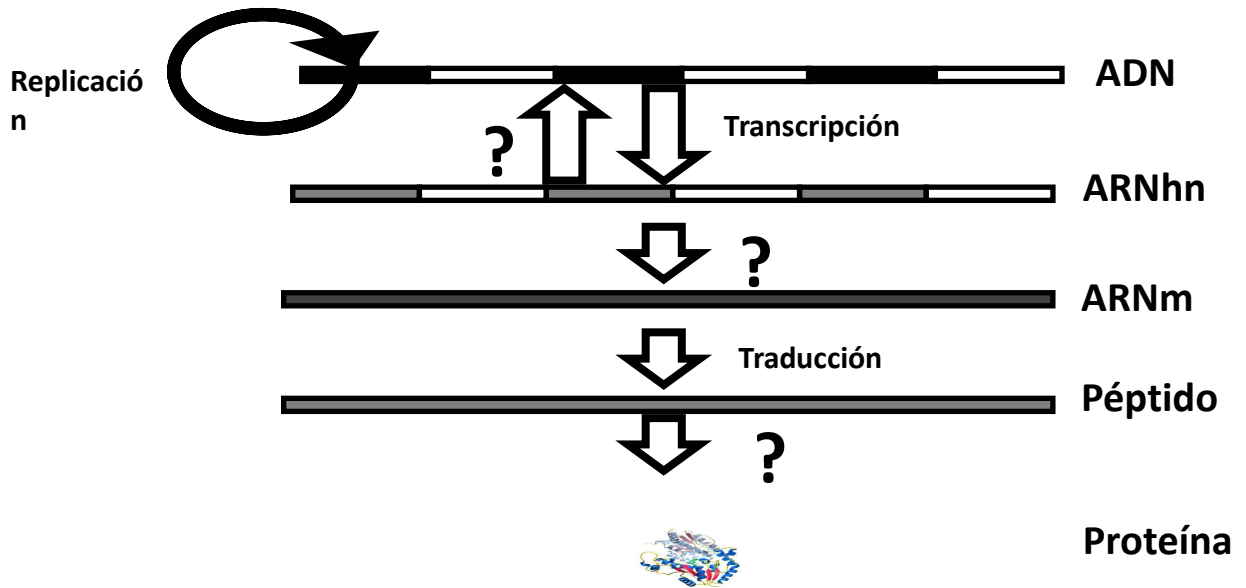 Replicació
n
ADN
?
Transcripción
ARNhn
?
ARNm
Traducción
Péptido
?
Proteína